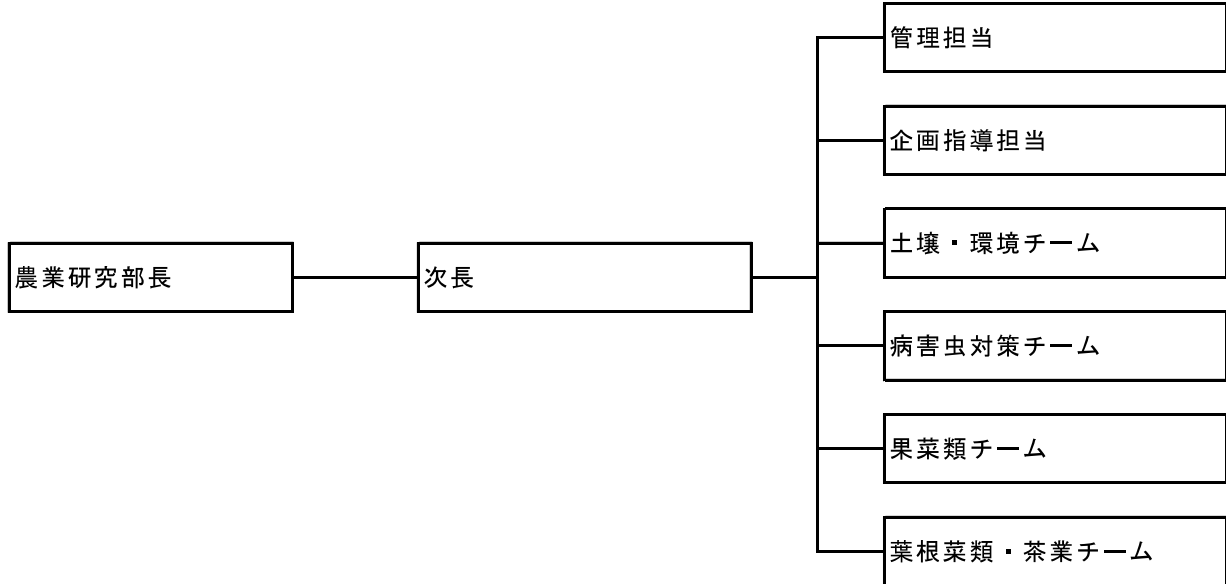 管理担当
企画指導担当
土壌・環境チーム
農業研究部長
次長
病害虫対策チーム
果菜類チーム
葉根菜類・茶業チーム